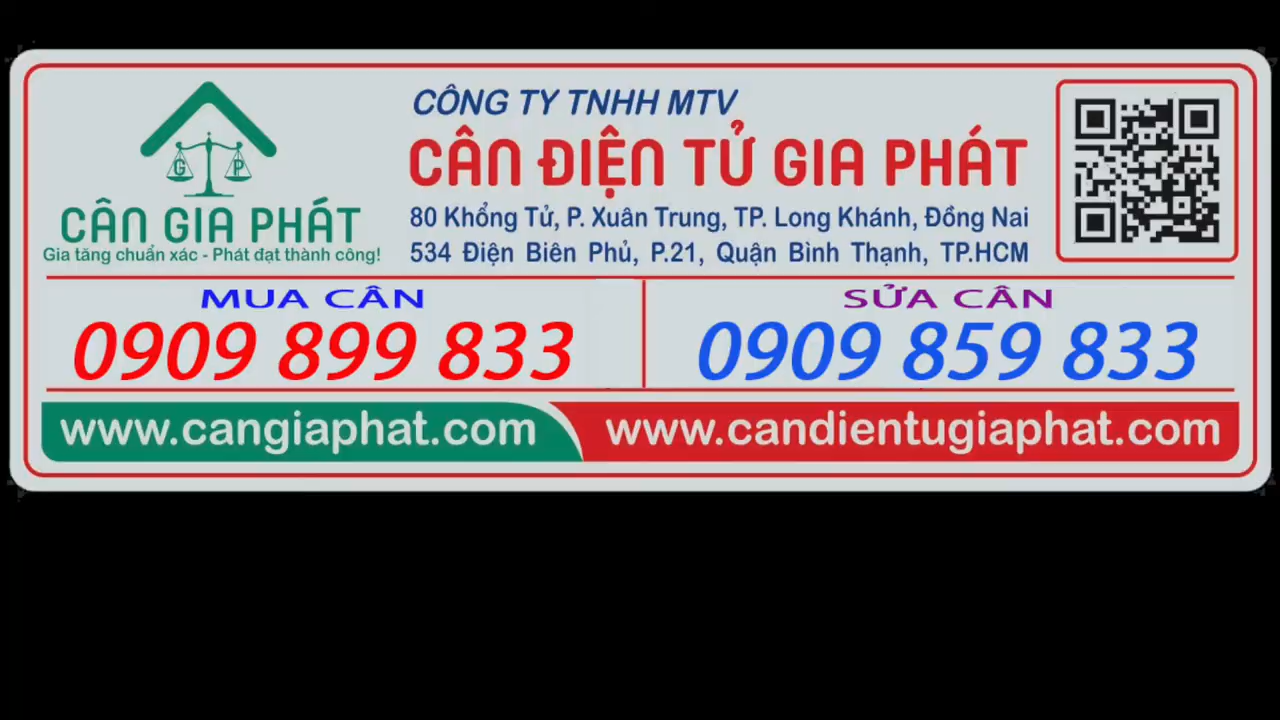 G P
CÂN GIA PHÁT
Gia tăng chuẩn xác - Phát đạt thành công!
CÔNG TY TNHH MTV
CÂN ĐIỆN TỬ GIA PHÁT
80 Khổng Tử, P. Xuân Trung, TP. Long Khánh, Đồng Nai
534 Điện Biên Phủ, P.21, Quận Bình Thạnh, TP.HCM
MUA CÂN
0909 899 833
SỬA CÂN
0909 859 833
www.cangiaphat.com
www.candientugiaphat.com